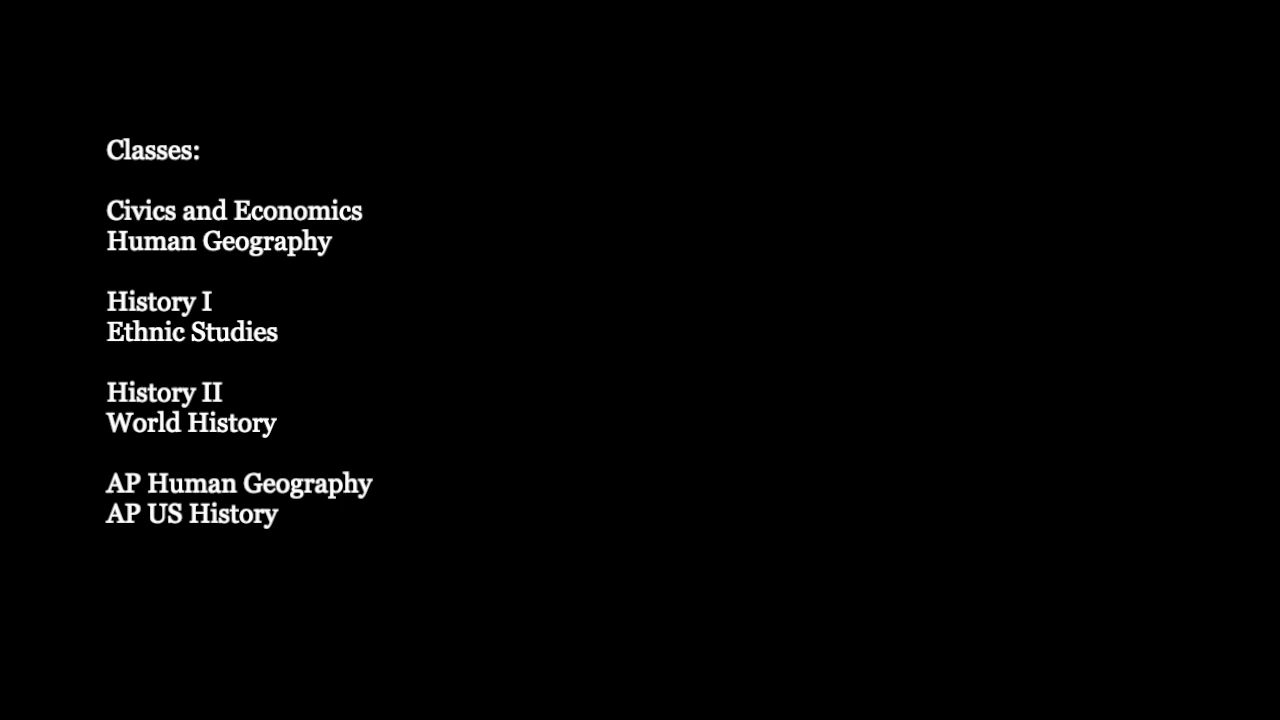 Classes:
Civics and Economics
Human Geography
History I
Ethnic Studies
History II
World History
AP Human Geography
AP US History